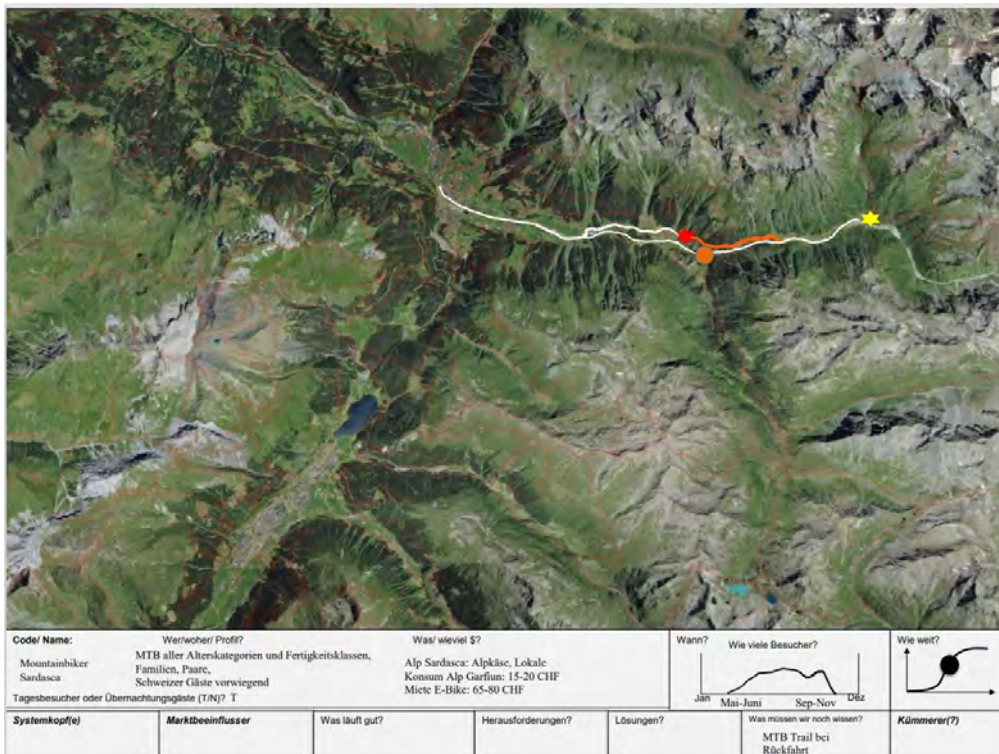 Code/ Name:
Wer/woher/ Profil?
Was/ wieviel $?
Wann?
Wie viele Besucher?
Wie weit?
Mountainbiker
Sardasca
MTB aller Alterskategorien und Fertigkeitsklassen,
Familien, Paare,
Schweizer Gäste vorwiegend
Alp Sardasca: Alpkäse, Lokale
Konsum Alp Garfiun: 15-20 CHF
Miete E-Bike: 65-80 CHF
Jan
Mai-Juni
Sep-Nov
Dez
Tagesbesucher oder Übernachtungsgäste (T/N)? T
Systemkopf(e)
Marktbeeinflusser
Was läuft gut?
Herausforderungen?
Lösungen?
Was müssen wir noch wissen?
Kümmerer(?)
MTB Trail bei
Rückfahrt